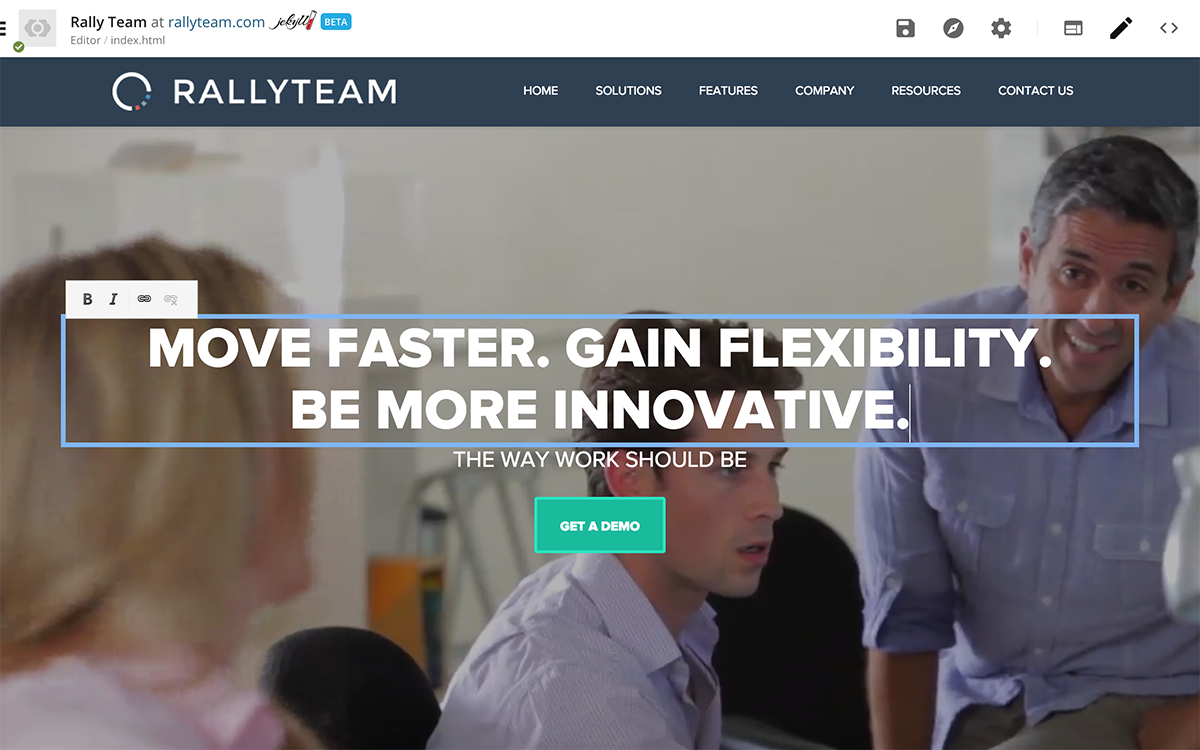 Rally Team at rallyteam.com jekyll BETA
Editor / index.html
RALLYTEAM
HOME SOLUTIONS FEATURES COMPANY RESOURCES CONTACT US
B I
MOVE FASTER. GAIN FLEXIBILITY.
BE MORE INNOVATIVE.
THE WAY WORK SHOULD BE
GET A DEMO